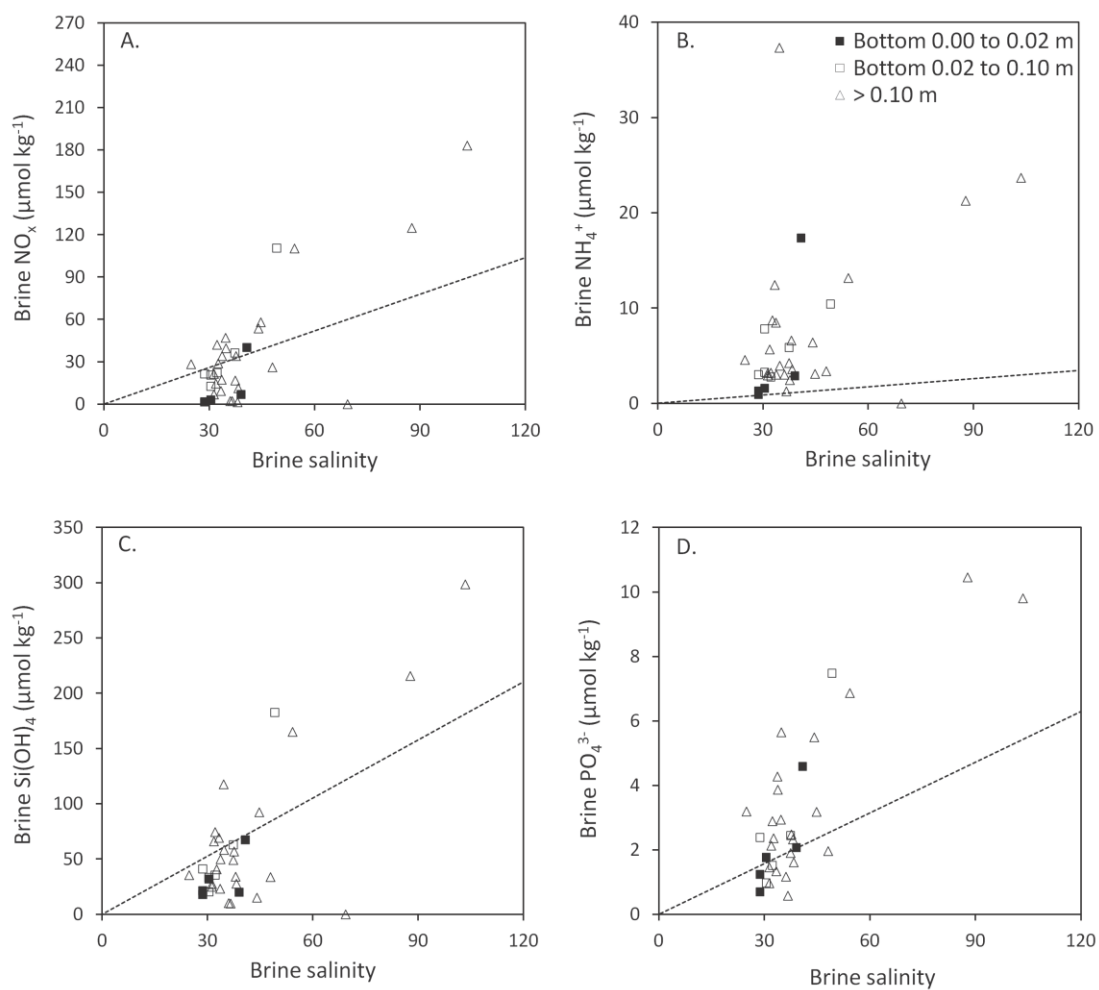 A.
270
240
210
180
150
120
90
60
30
0
Brine NOₓ (µmol kg⁻¹)
0 30 60 90 120
Brine salinity
B.
■ Bottom 0.00 to 0.02 m
□ Bottom 0.02 to 0.10 m
△ > 0.10 m
40
30
20
10
0
Brine NH₄⁺ (µmol kg⁻¹)
0 30 60 90 120
Brine salinity
C.
350
300
250
200
150
100
50
0
Brine Si(OH)₄ (µmol kg⁻¹)
0 30 60 90 120
Brine salinity
D.
12
10
8
6
4
2
0
Brine PO₄³⁻ (µmol kg⁻¹)
0 30 60 90 120
Brine salinity